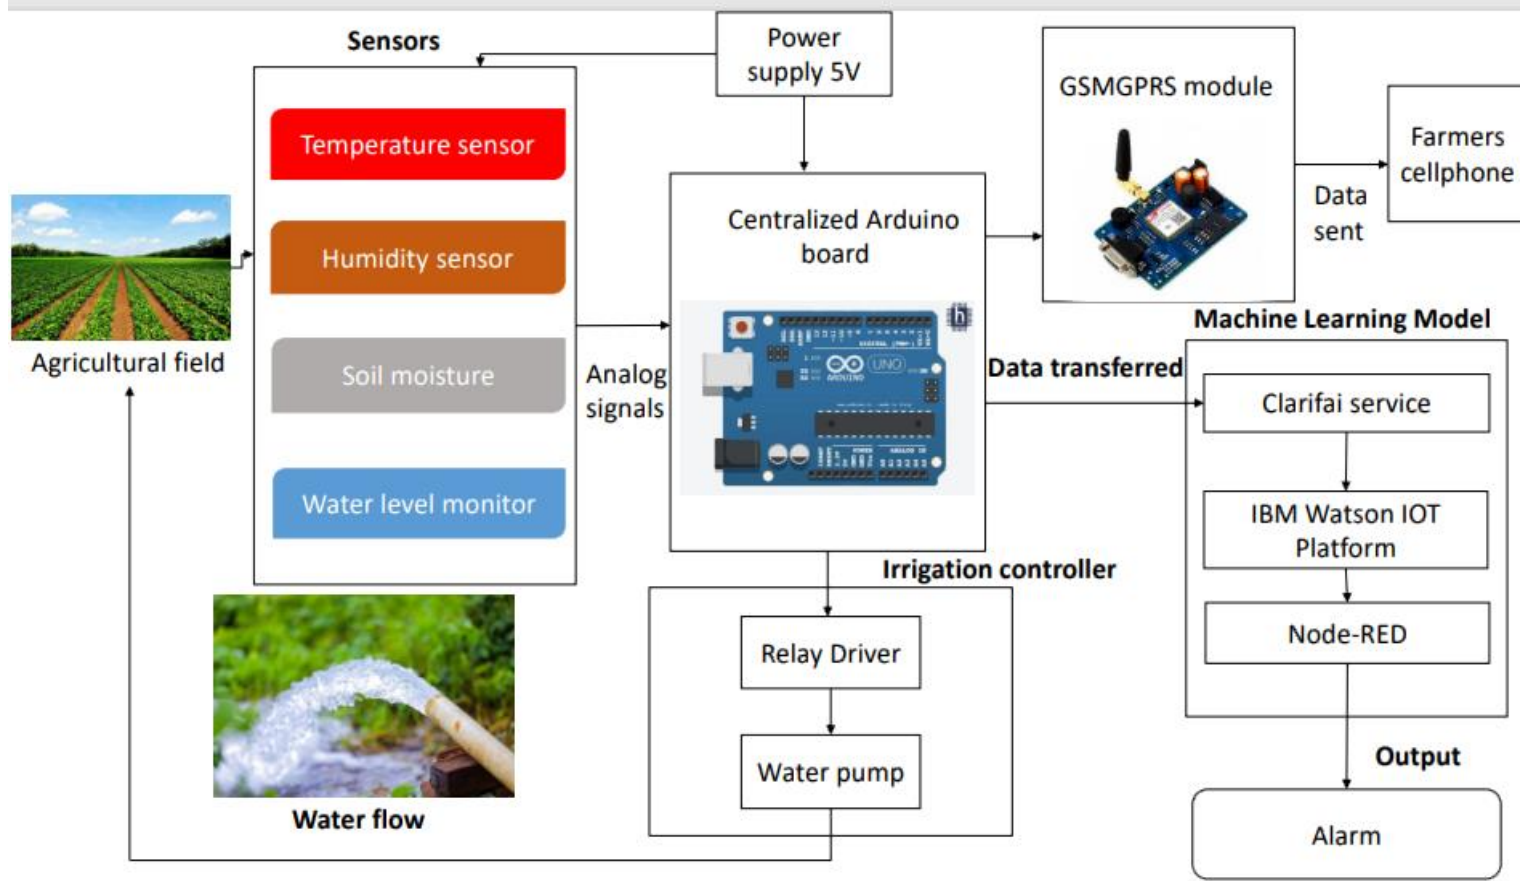 Sensors
Power
supply 5V
GSMGPRS module
Farmers
cellphone
Temperature sensor
Humidity sensor
Soil moisture
Water level monitor
Agricultural field
Analog
signals
Centralized Arduino
board
UNO
ARDUINO
Data
sent
Machine Learning Model
Data transferred
Clarifai service
IBM Watson IOT
Platform
Node-RED
Irrigation controller
Relay Driver
Water pump
Water flow
Output
Alarm